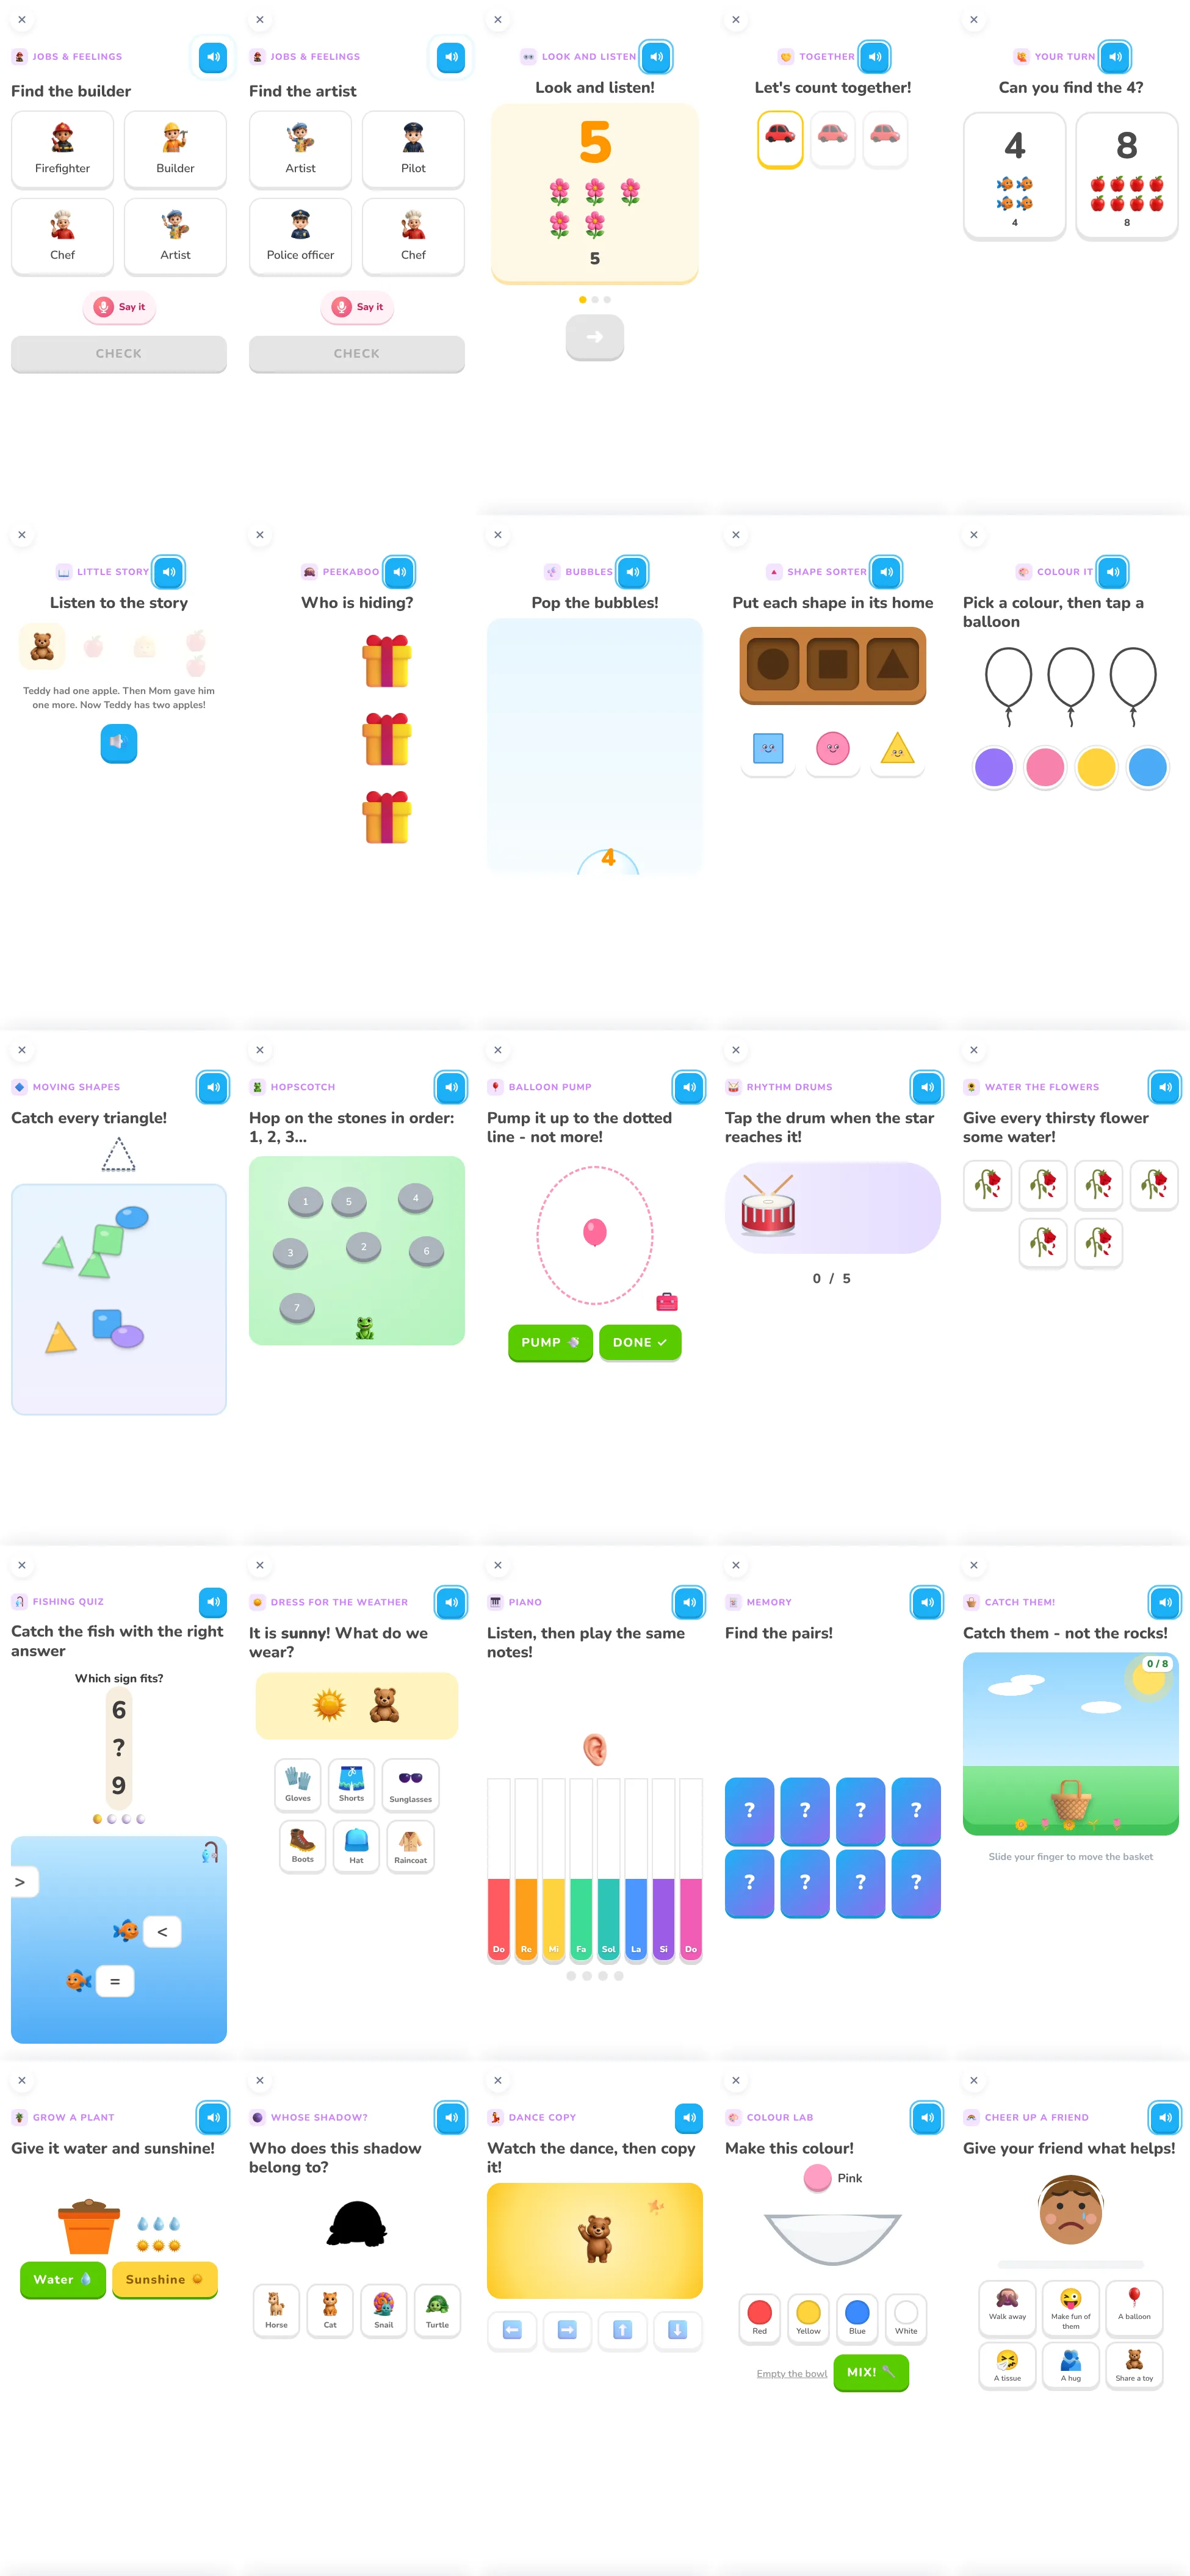 JOBS & FEELINGS
Find the builder
Firefighter
Builder
Chef
Artist
Say it
CHECK
JOBS & FEELINGS
Find the artist
Artist
Pilot
Police officer
Chef
Say it
CHECK
LOOK AND LISTEN
Look and listen!
5
5
TOGETHER
Let's count together!
YOUR TURN
Can you find the 4?
4
8
4
8
LITTLE STORY
Listen to the story
Teddy had one apple. Then Mom gave him
one more. Now Teddy has two apples!
PEEKABOO
Who is hiding?
BUBBLES
Pop the bubbles!
4
SHAPE SORTER
Put each shape in its home
COLOUR IT
Pick a colour, then tap a
balloon
MOVING SHAPES
Catch every triangle!
HOPSCOTCH
Hop on the stones in order:
1, 2, 3...
1
5
4
3
2
6
7
BALLOON PUMP
Pump it up to the dotted
line - not more!
PUMP
DONE ✓
RHYTHM DRUMS
Tap the drum when the star
reaches it!
0 / 5
WATER THE FLOWERS
Give every thirsty flower
some water!
FISHING QUIZ
Catch the fish with the right
answer
Which sign fits?
6
?
9
>
<
=
DRESS FOR THE WEATHER
It is sunny! What do we
wear?
Gloves
Shorts
Sunglasses
Boots
Hat
Raincoat
PIANO
Listen, then play the same
notes!
Do
Re
Mi
Fa
Sol
La
Si
Do
MEMORY
Find the pairs!
? ? ? ?
? ? ? ?
CATCH THEM!
Catch them - not the rocks!
0 / 8
Slide your finger to move the basket
GROW A PLANT
Give it water and sunshine!
Water
Sunshine
WHOSE SHADOW?
Who does this shadow
belong to?
Horse
Cat
Snail
Turtle
DANCE COPY
Watch the dance, then copy
it!
COLOUR LAB
Make this colour!
Pink
Red
Yellow
Blue
White
Empty the bowl
MIX!
CHEER UP A FRIEND
Give your friend what helps!
Walk away
Make fun of
them
A balloon
A tissue
A hug
Share a toy